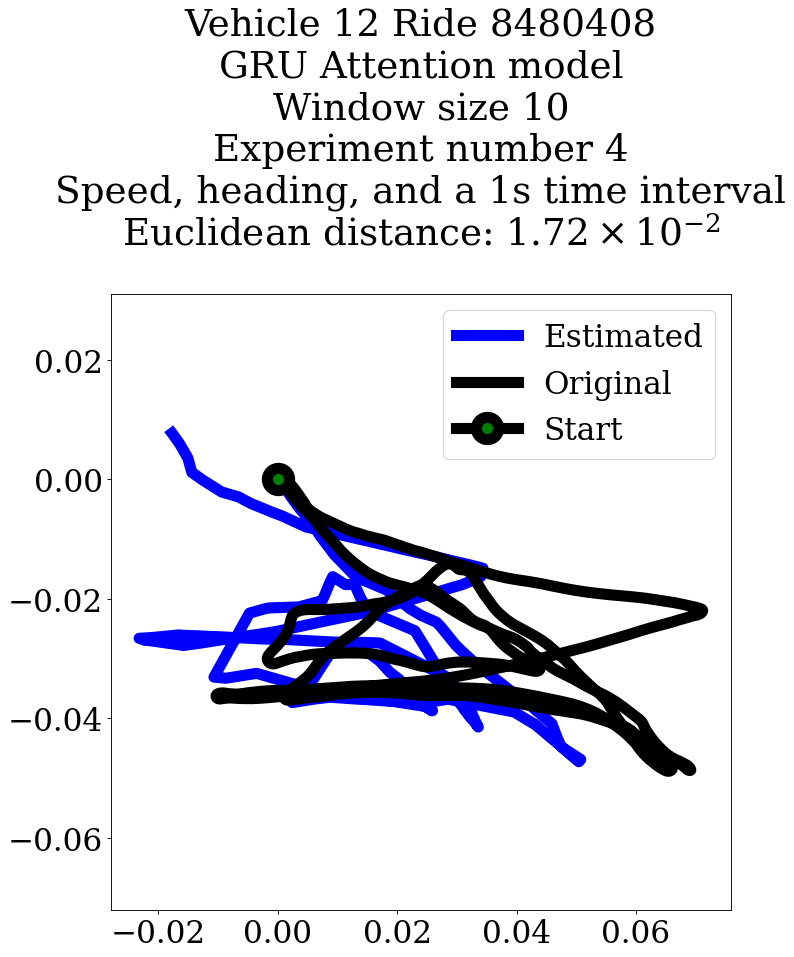 Vehicle 12 Ride 8480408
GRU Attention model
Window size 10
Experiment number 4
Speed, heading, and a 1s time interval
Euclidean distance: 1.72 × 10⁻²
Estimated
Original
Start
0.02
0.00
−0.02
−0.04
−0.06
−0.02 0.00 0.02 0.04 0.06